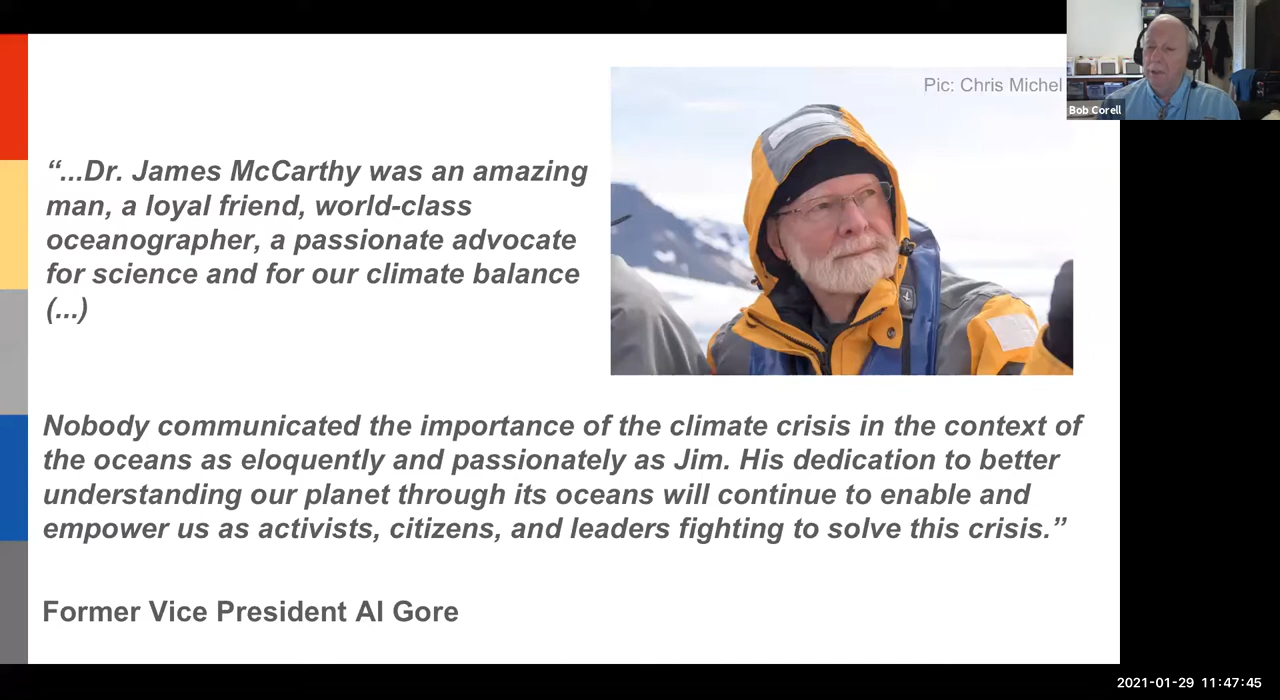 Pic: Chris Michel
Bob Corell
“...Dr. James McCarthy was an amazing
man, a loyal friend, world-class
oceanographer, a passionate advocate
for science and for our climate balance
(...)
Nobody communicated the importance of the climate crisis in the context of
the oceans as eloquently and passionately as Jim. His dedication to better
understanding our planet through its oceans will continue to enable and
empower us as activists, citizens, and leaders fighting to solve this crisis.”
Former Vice President Al Gore
2021-01-29 11:47:45